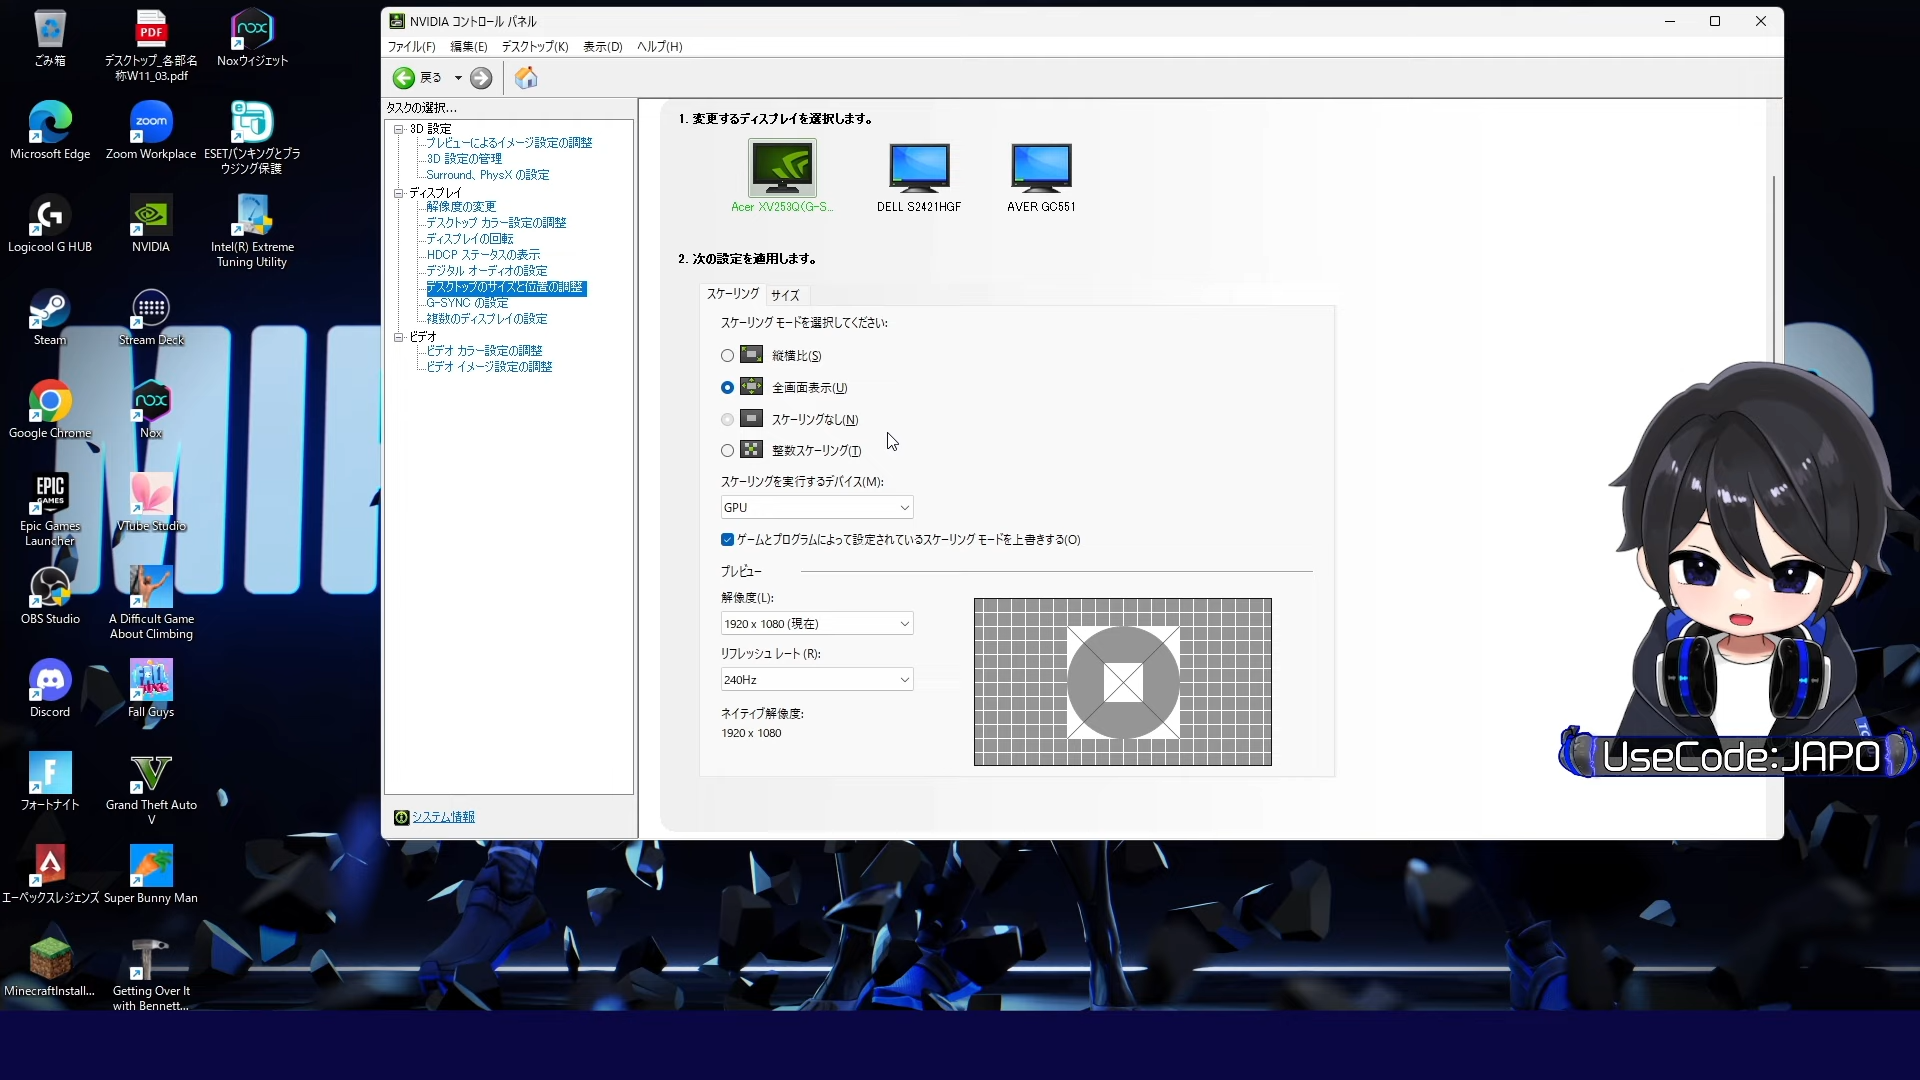 ごみ箱
デスクトップ_各部名
称W11_03.pdf
Noxウィジェット
Microsoft Edge
Zoom Workplace
ESETバンキングとブラ
ウジング保護
Logicool G HUB
NVIDIA
Intel(R) Extreme
Tuning Utility
Steam
Stream Deck
Google Chrome
Nox
Epic Games
Launcher
VTube Studio
OBS Studio
A Difficult Game
About Climbing
Discord
Fall Guys
フォートナイト
Grand Theft Auto
V
エーペックスレジェンズ
Super Bunny Man
MinecraftInstall...
Getting Over It
with Bennett...
PDF
nox
zoom
nox
EPIC
GAMES
FALL
GUYS
NVIDIA コントロール パネル
ファイル(F) 編集(E) デスクトップ(K) 表示(D) ヘルプ(H)
戻る
タスクの選択...
3D 設定
プレビューによるイメージ設定の調整
3D 設定の管理
Surround、PhysX の設定
ディスプレイ
解像度の変更
デスクトップ カラー設定の調整
ディスプレイの回転
HDCP ステータスの表示
デジタル オーディオの設定
デスクトップのサイズと位置の調整
G-SYNC の設定
複数のディスプレイの設定
ビデオ
ビデオ カラー設定の調整
ビデオ イメージ設定の調整
システム情報
1. 変更するディスプレイを選択します。
Acer XV253Q(G-S...
DELL S2421HGF
AVER GC551
2. 次の設定を適用します。
スケーリング サイズ
スケーリング モードを選択してください:
縦横比(S)
全画面表示(U)
スケーリングなし(N)
整数スケーリング(T)
スケーリングを実行するデバイス(M):
GPU
ゲームとプログラムによって設定されているスケーリング モードを上書きする(O)
プレビュー
解像度(L):
1920 x 1080 (現在)
リフレッシュ レート (R):
240Hz
ネイティブ解像度:
1920 x 1080
UseCode:JAPO